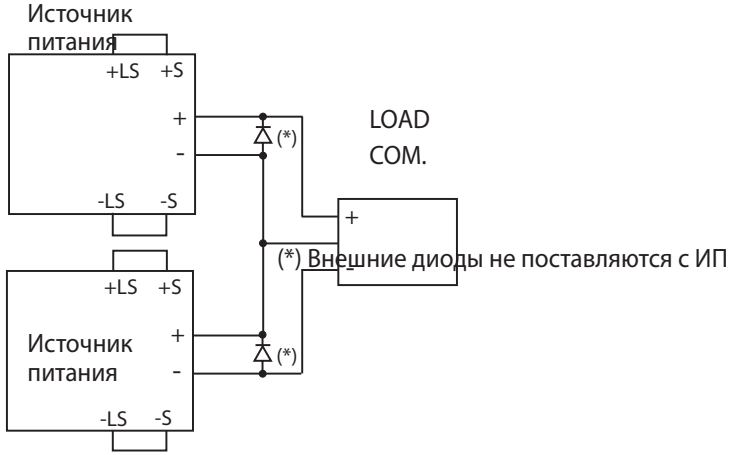 Источник
питания
+LS +S
+
-
-LS -S
(*)
LOAD
COM.
+
-
(*) Внешние диоды не поставляются с ИП
+LS +S
Источник
питания
+
-
-LS -S
(*)